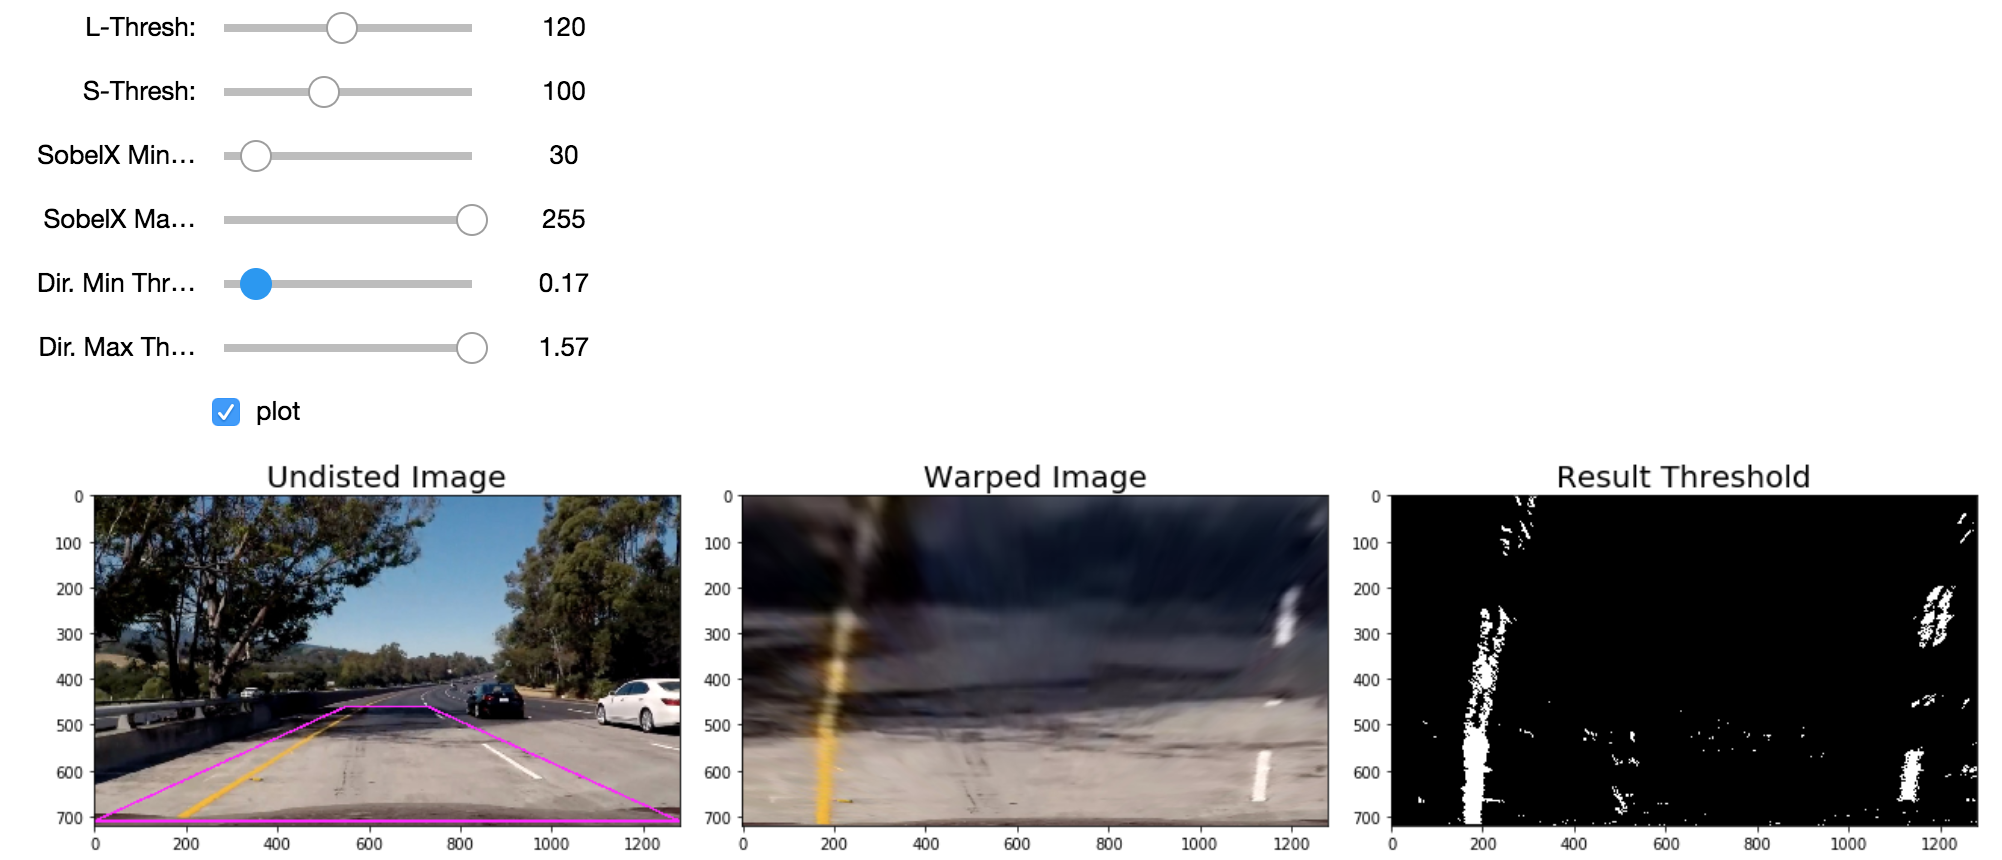 L-Thresh: 120
S-Thresh: 100
SobelX Min... 30
SobelX Ma... 255
Dir. Min Thr... 0.17
Dir. Max Th... 1.57
plot
Undisted Image Warped Image Result Threshold
0 0 0
100 100 100
200 200 200
300 300 300
400 400 400
500 500 500
600 600 600
700 700 700
0 200 400 600 800 1000 1200 0 200 400 600 800 1000 1200 0 200 400 600 800 1000 1200